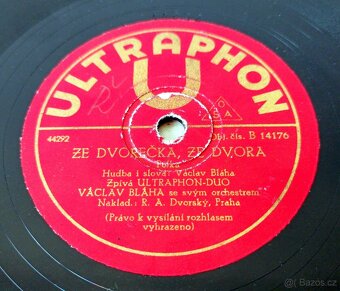 ULTRAPHON
U
44292
Obj. čís. B 14176
ZE DVOREČKA, ZE DVORA
Polka
Hudba i slova: Václav Bláha
Zpívá ULTRAPHON-DUO
VÁCLAV BLÁHA se svým orchestrem
Náklad.: R. A. Dvorský, Praha
(Právo k vysílání rozhlasem
vyhrazeno)
Bazoš.cz